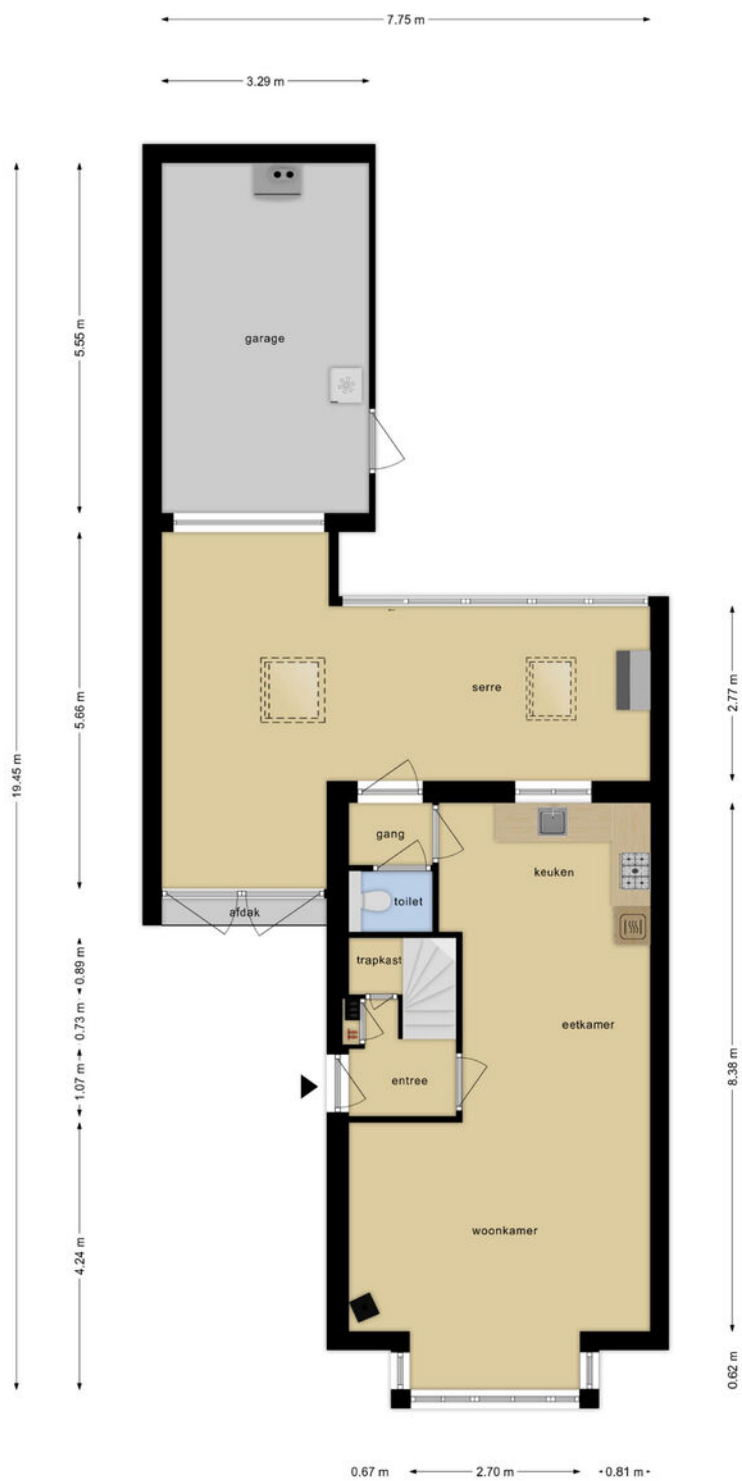 7.75 m
3.29 m
5.55 m
garage
19.45 m
5.66 m
serre
2.77 m
gang
keuken
toilet
afdak
trapkast
0.89 m
0.73 m
1.07 m
eetkamer
entree
8.38 m
4.24 m
woonkamer
0.62 m
0.67 m
2.70 m
0.81 m